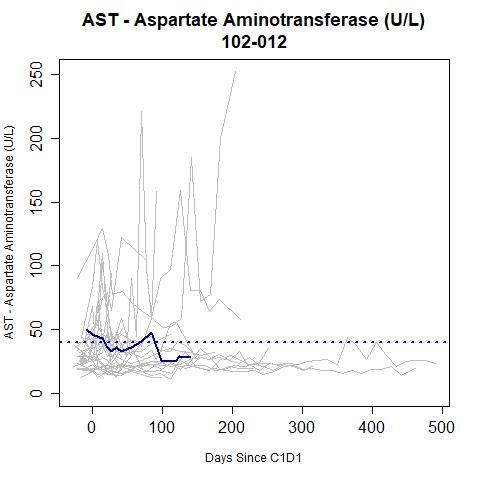 AST - Aspartate Aminotransferase (U/L)
102-012
AST - Aspartate Aminotransferase (U/L)
250
200
150
100
50
0
0 100 200 300 400 500
Days Since C1D1